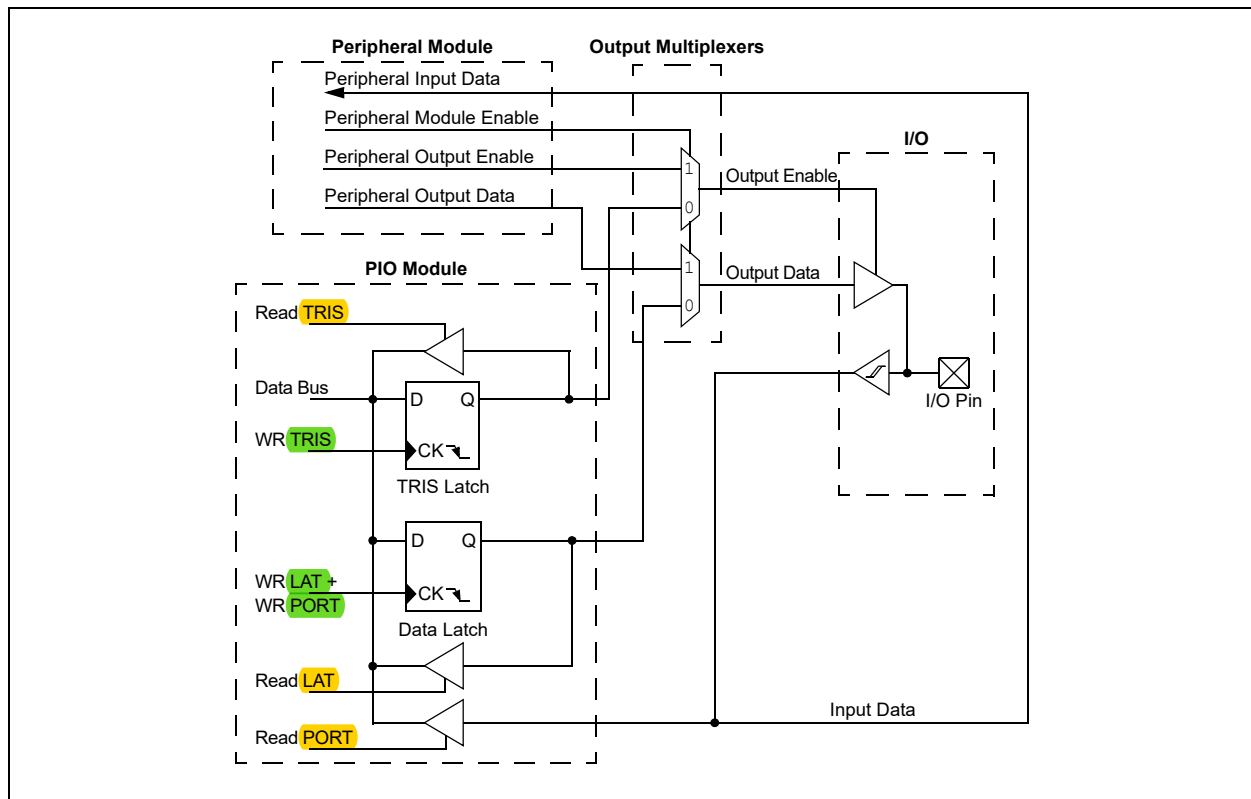 Peripheral Module
Output Multiplexers
Peripheral Input Data
Peripheral Module Enable
Peripheral Output Enable
Peripheral Output Data
1
0
Output Enable
I/O
1
0
Output Data
PIO Module
Read TRIS
Data Bus
D Q
WR TRIS
CK
TRIS Latch
I/O Pin
D Q
WR LAT +
WR PORT
CK
Data Latch
Read LAT
Read PORT
Input Data